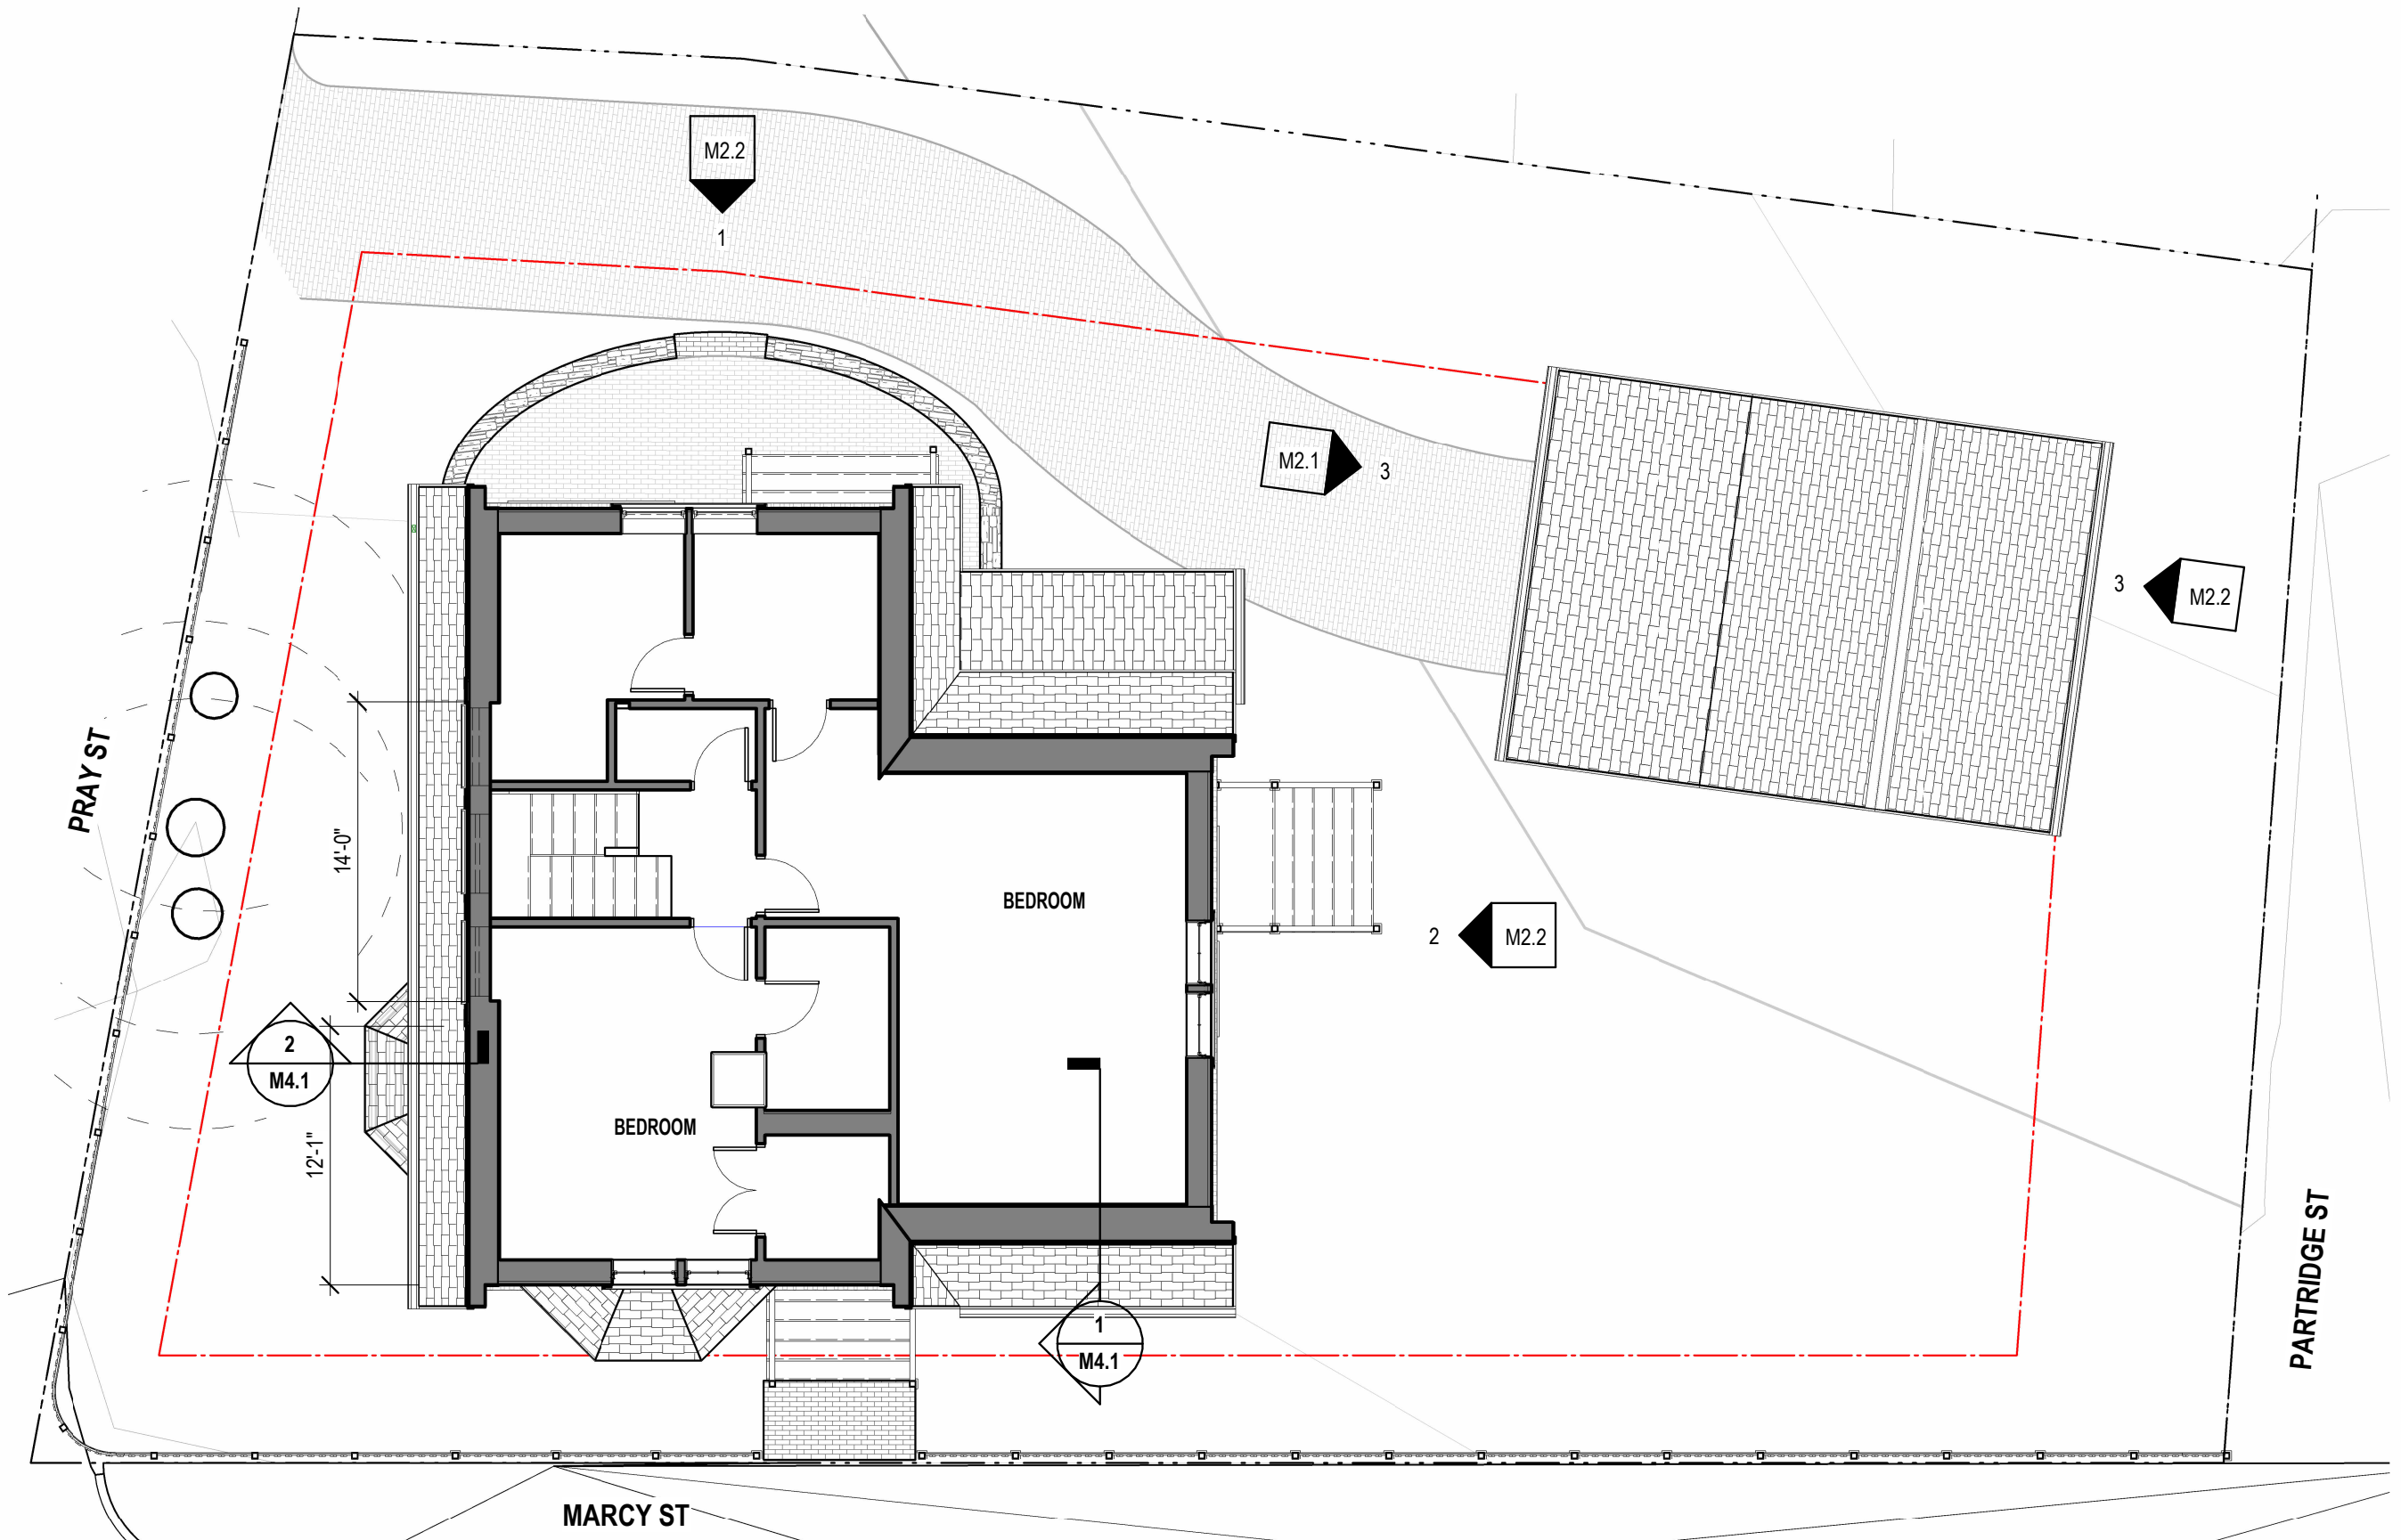 M2.2
1
M2.1
3
3
M2.2
PRAY ST
14'-0"
BEDROOM
2
M2.2
2
M4.1
BEDROOM
12'-1"
1
M4.1
PARTRIDGE ST
MARCY ST